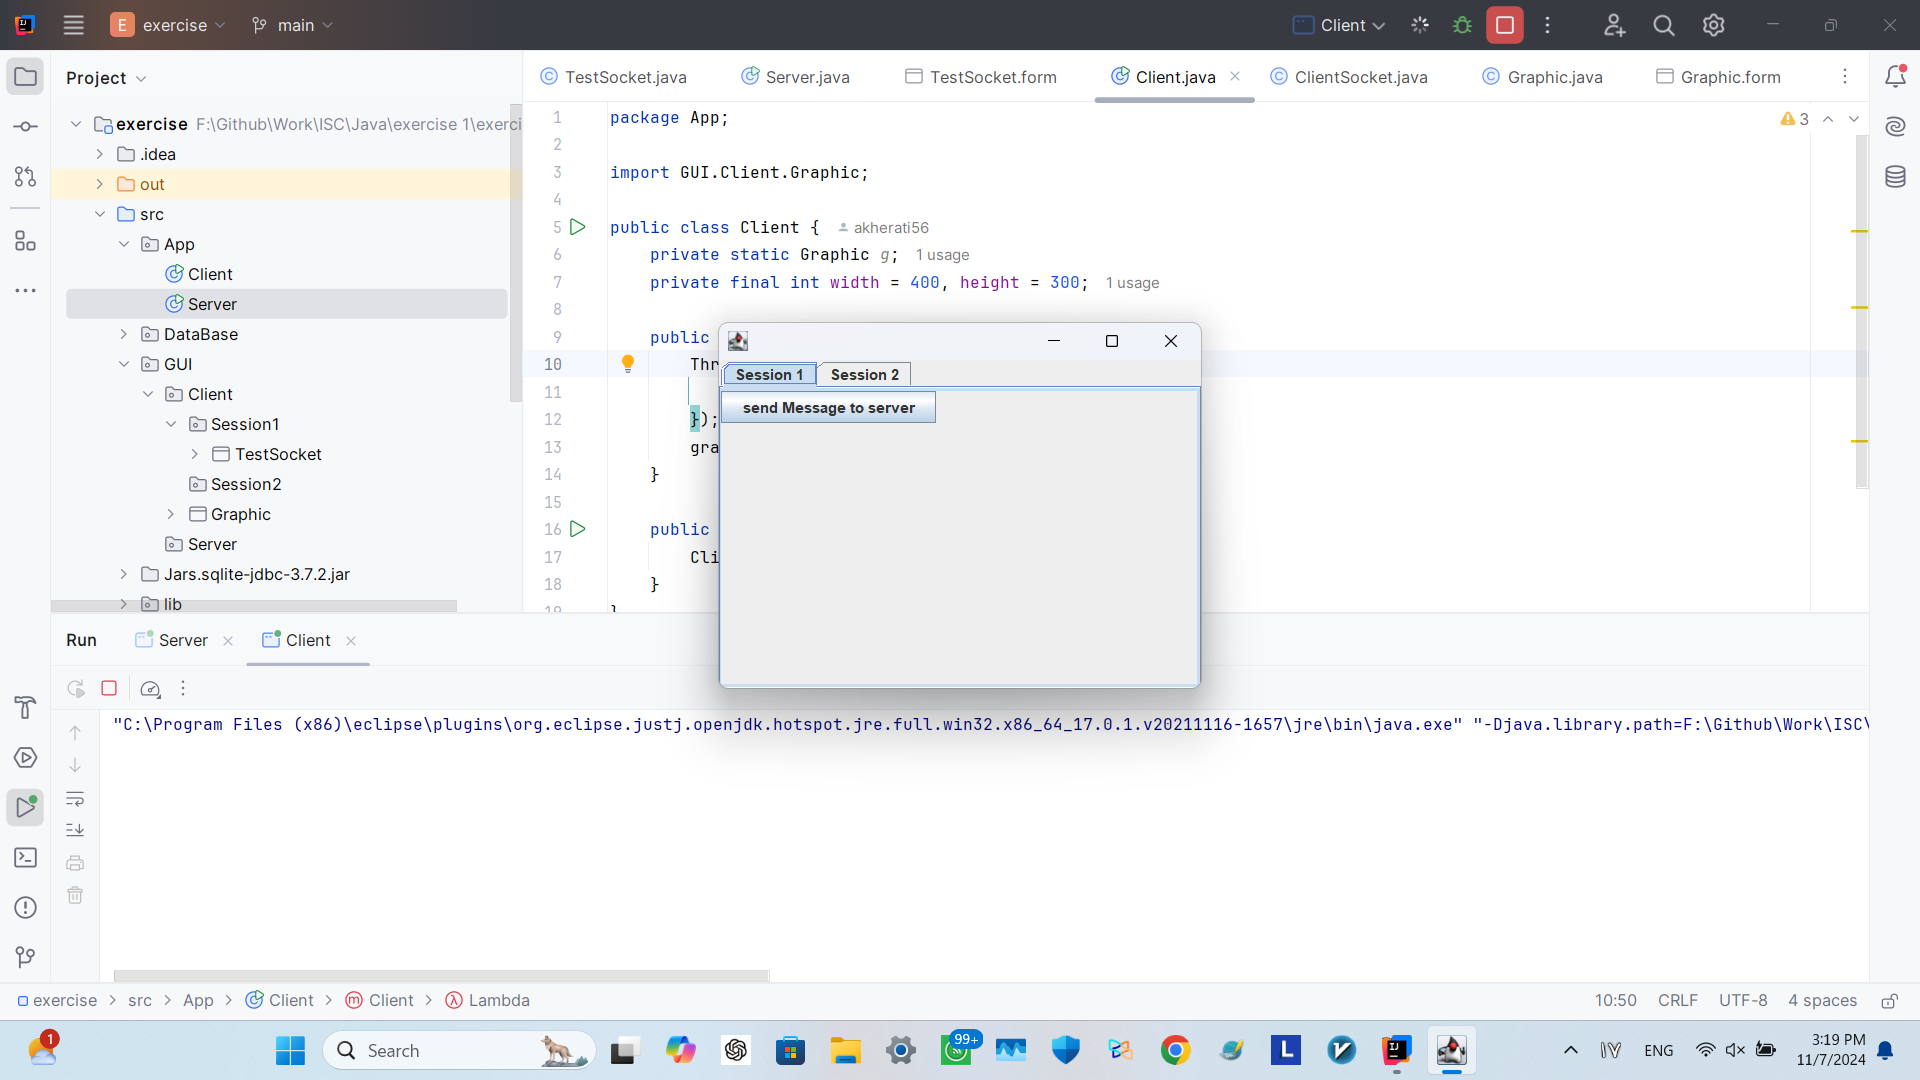 E exercise main Client
Project
TestSocket.java Server.java TestSocket.form Client.java ClientSocket.java Graphic.java Graphic.form
exercise F:\Github\Work\ISC\Java\exercise 1\exerci
.idea
out
src
App
Client
Server
DataBase
GUI
Client
Session1
TestSocket
Session2
Graphic
Server
Jars.sqlite-jdbc-3.7.2.jar
lib
1 package App;
3
2
3 import GUI.Client.Graphic;
4
5 public class Client { akherati56
6 private static Graphic g; 1 usage
7 private final int width = 400, height = 300; 1 usage
8
9 public
10 Thr
11
12 });
13 gra
14 }
15
16 public
17 Cli
18 }
19 }
Session 1 Session 2
send Message to server
Run Server Client
"C:\Program Files (x86)\eclipse\plugins\org.eclipse.justj.openjdk.hotspot.jre.full.win32.x86_64_17.0.1.v20211116-1657\jre\bin\java.exe" "-Djava.library.path=F:\Github\Work\ISC\
exercise > src > App > Client > Client > Lambda
10:50 CRLF UTF-8 4 spaces
1 Search 99+ L ENG
3:19 PM
11/7/2024